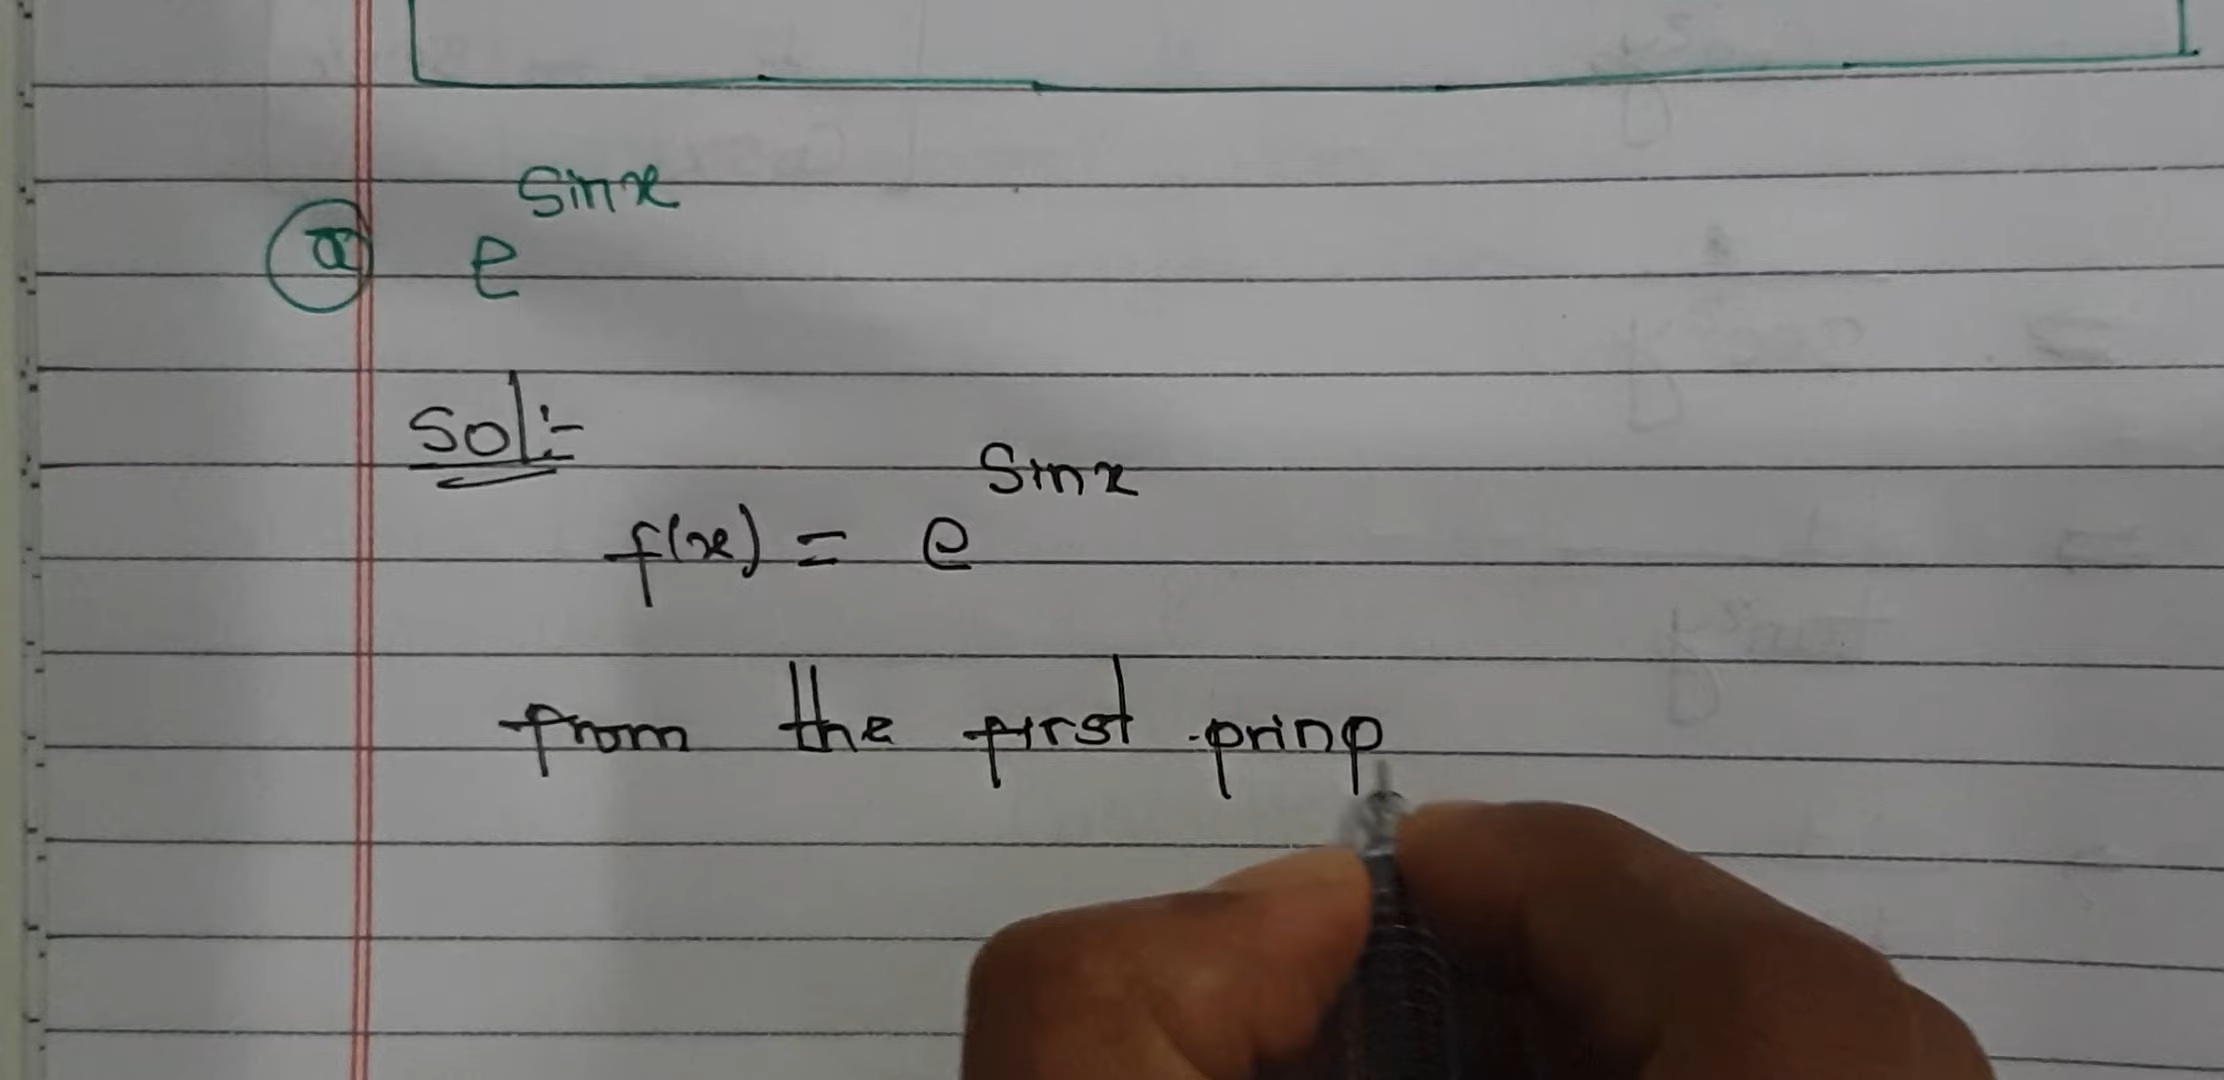 (a) e^Sinx
Sol:-
f(x) = e^Sinx
from the first prinp